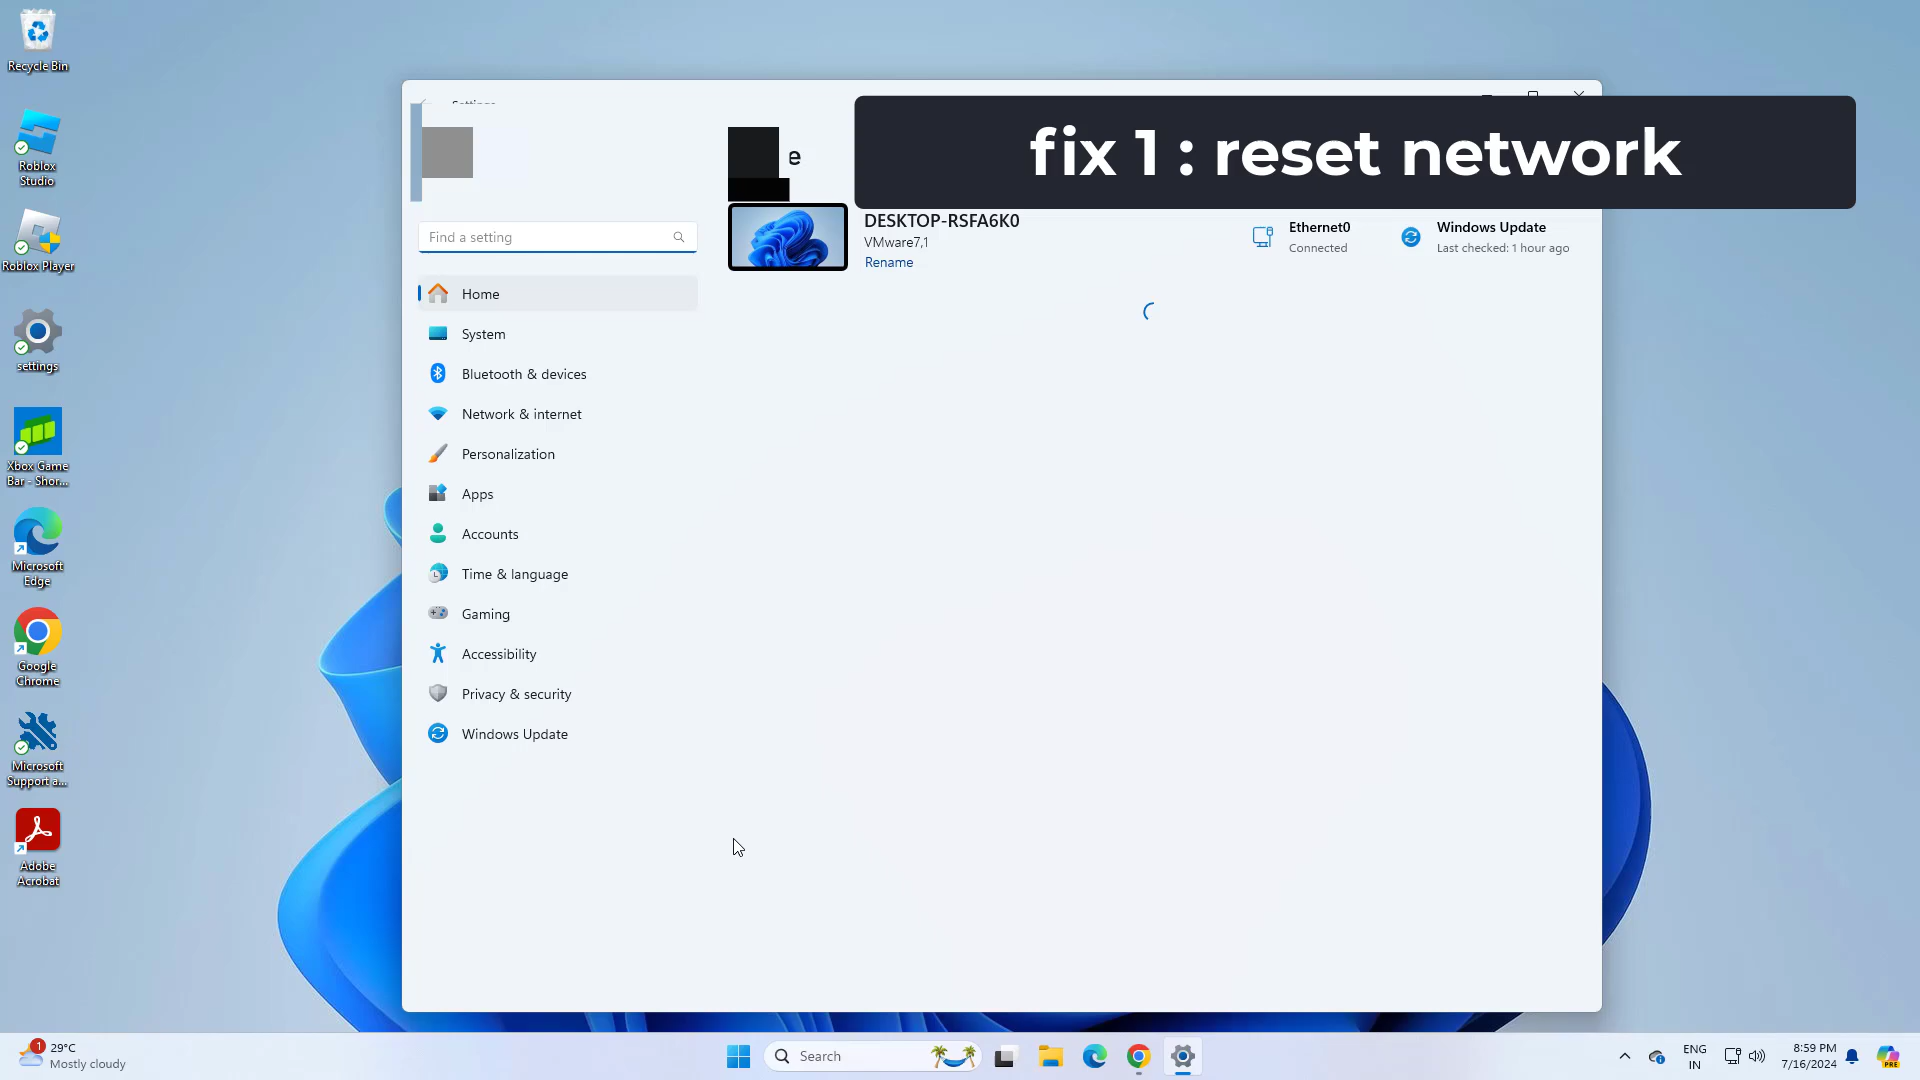 Recycle Bin
Roblox
Studio
Roblox Player
settings
Xbox Game
Bar - Shor...
Microsoft
Edge
Google
Chrome
Microsoft
Support a...
Adobe
Acrobat
Settings
e
fix 1 : reset network
Find a setting
DESKTOP-RSFA6K0
VMware7,1
Rename
Ethernet0
Connected
Windows Update
Last checked: 1 hour ago
Home
System
Bluetooth & devices
Network & internet
Personalization
Apps
Accounts
Time & language
Gaming
Accessibility
Privacy & security
Windows Update
1
29°C
Mostly cloudy
Search
ENG
IN
8:59 PM
7/16/2024
PRE